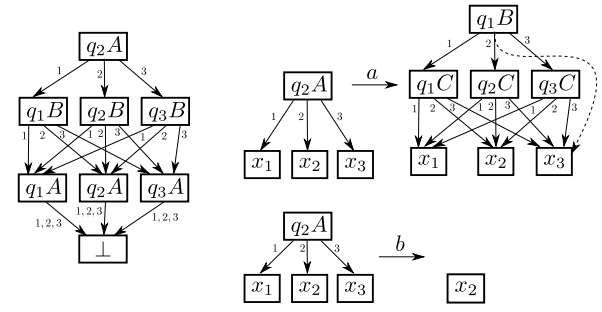 q₂A
1 2 3
q₁B q₂B q₃B
1 2 3 1 2 3 1 2 3
q₁A q₂A q₃A
1,2,3 1,2,3 1,2,3
⊥
q₂A
1 2 3
x₁ x₂ x₃
a
q₁B
1 2 3
q₁C q₂C q₃C
1 2 3 1 2 3 1 2 3
x₁ x₂ x₃
q₂A
1 2 3
x₁ x₂ x₃
b
x₂